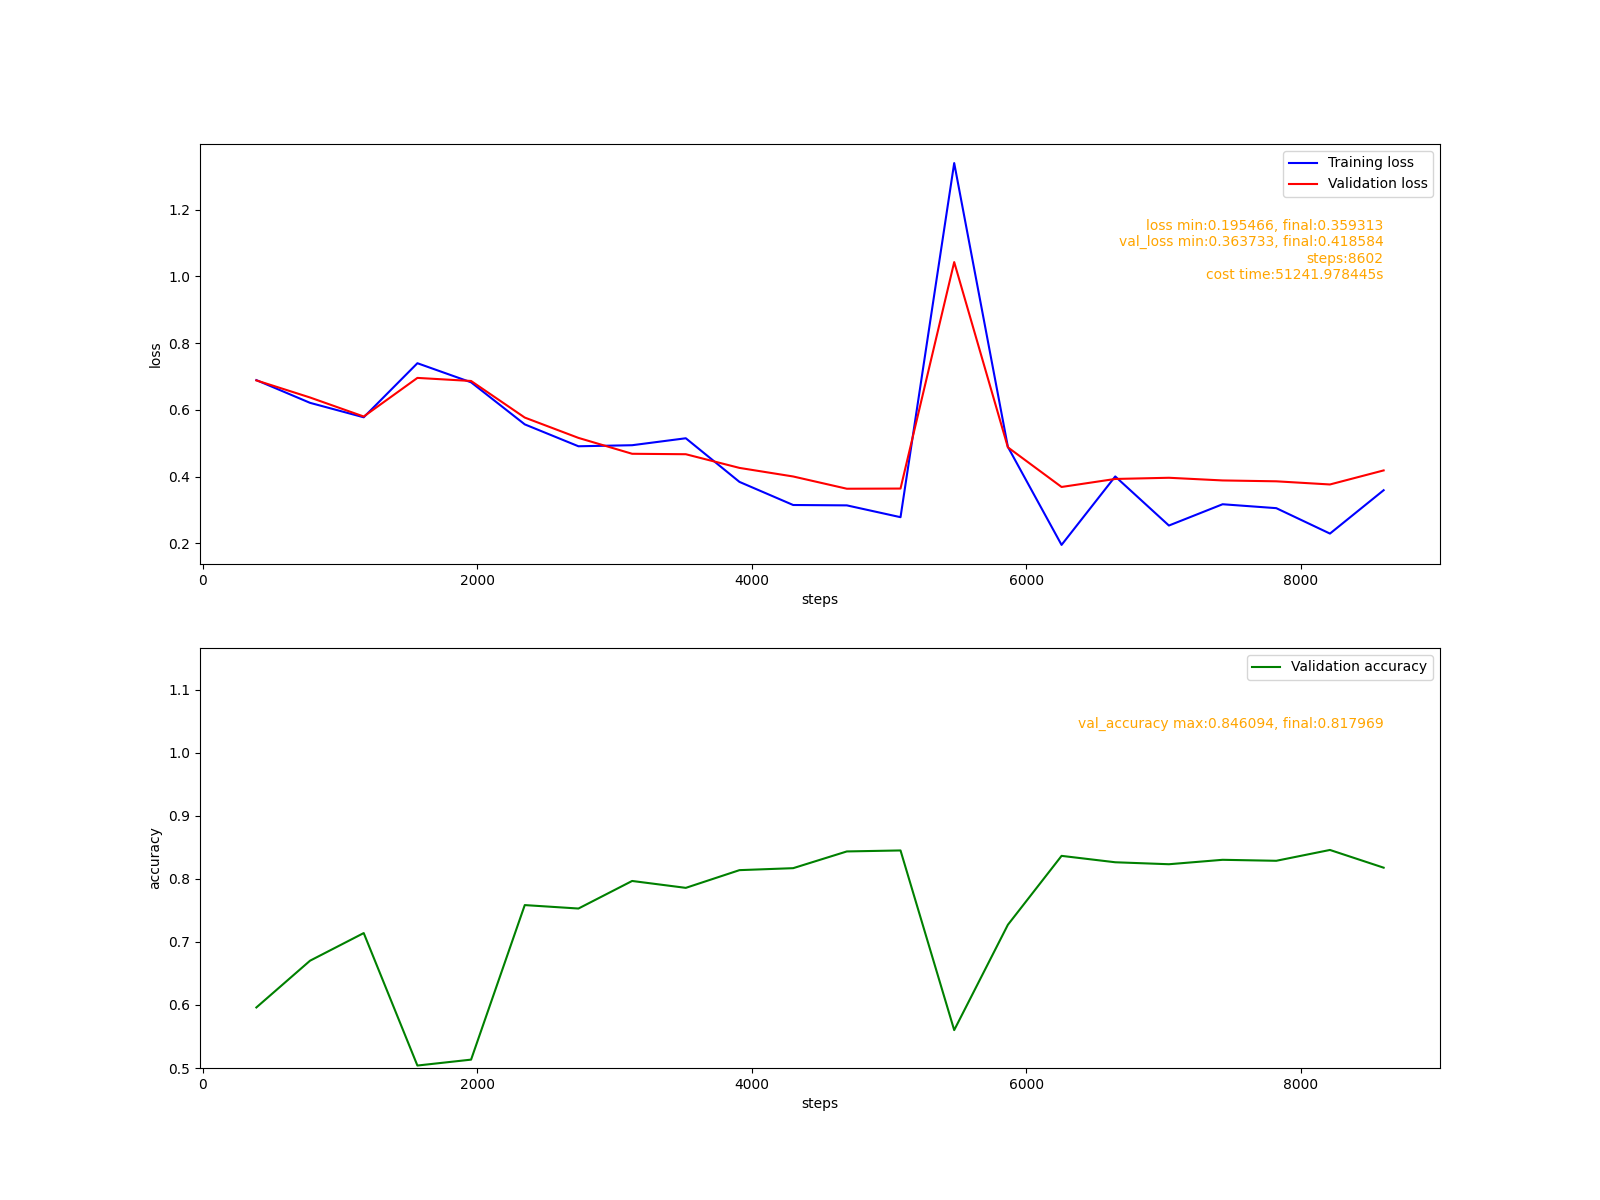 Training loss
Validation loss
loss min:0.195466, final:0.359313
val_loss min:0.363733, final:0.418584
steps:8602
cost time:51241.978445s
1.2
1.0
0.8
0.6
0.4
0.2
loss
0 2000 4000 6000 8000
steps
Validation accuracy
val_accuracy max:0.846094, final:0.817969
1.1
1.0
0.9
0.8
0.7
0.6
0.5
accuracy
0 2000 4000 6000 8000
steps